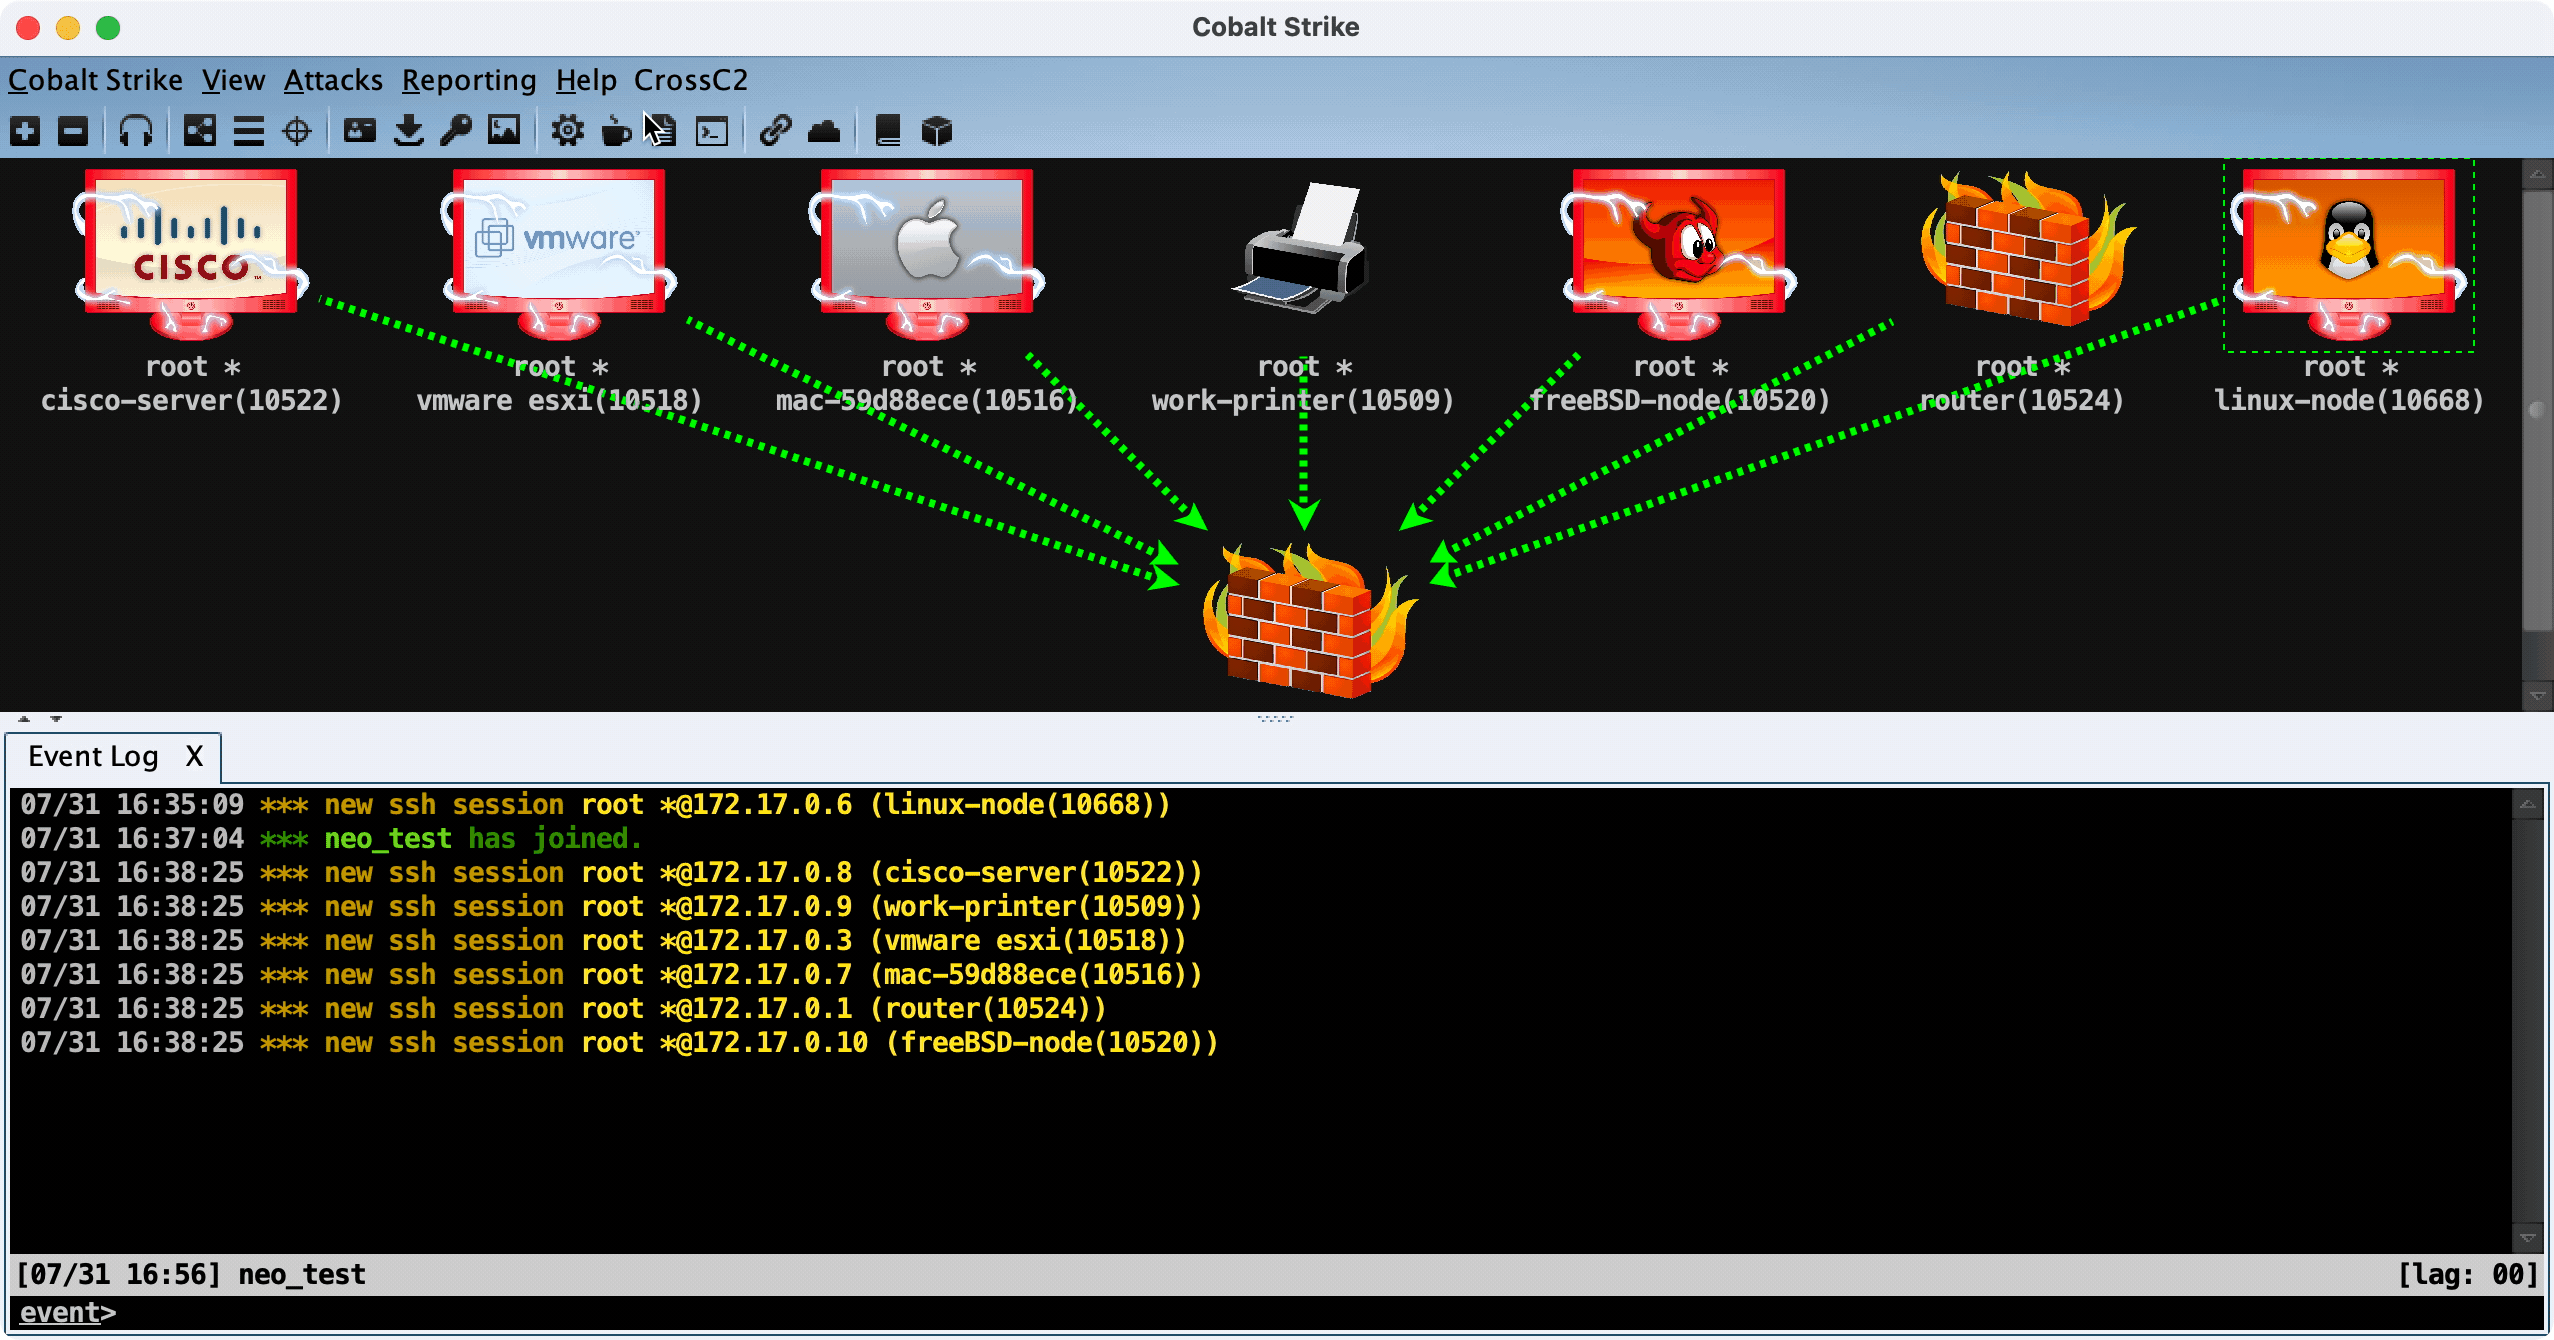 Cobalt Strike
Cobalt Strike View Attacks Reporting Help CrossC2
CISCO
vmware
root *
cisco-server(10522)
root *
vmware esxi(10518)
root *
mac-59d88ece(10516)
root *
work-printer(10509)
root *
freeBSD-node(10520)
root *
router(10524)
root *
linux-node(10668)
Event Log X
07/31 16:35:09 *** new ssh session root *@172.17.0.6 (linux-node(10668))
07/31 16:37:04 *** neo_test has joined.
07/31 16:38:25 *** new ssh session root *@172.17.0.8 (cisco-server(10522))
07/31 16:38:25 *** new ssh session root *@172.17.0.9 (work-printer(10509))
07/31 16:38:25 *** new ssh session root *@172.17.0.3 (vmware esxi(10518))
07/31 16:38:25 *** new ssh session root *@172.17.0.7 (mac-59d88ece(10516))
07/31 16:38:25 *** new ssh session root *@172.17.0.1 (router(10524))
07/31 16:38:25 *** new ssh session root *@172.17.0.10 (freeBSD-node(10520))
[07/31 16:56] neo_test [lag: 00]
event>